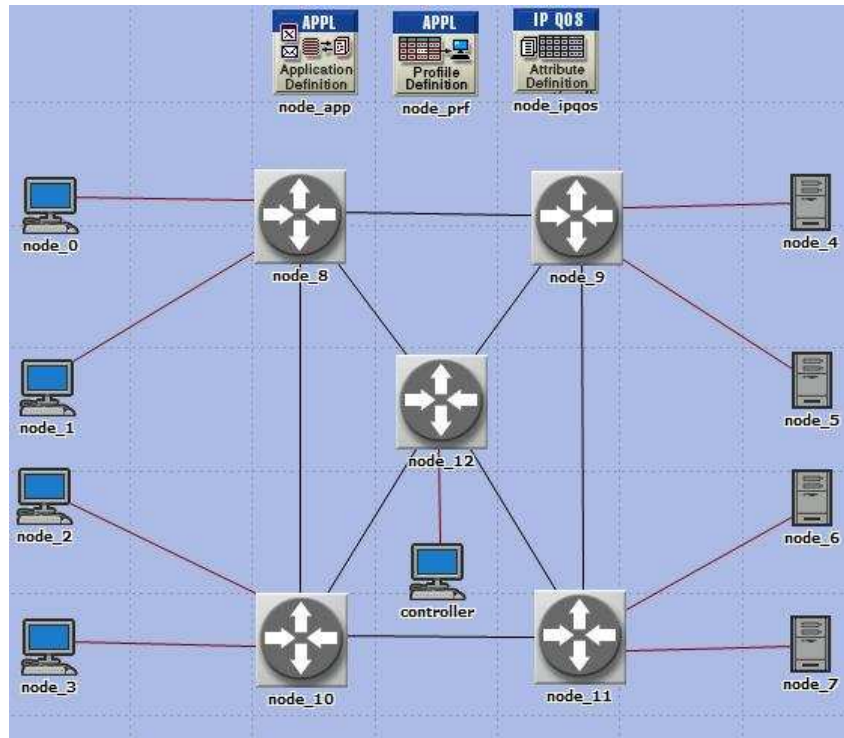 APPL
Application
Definition
node_app
APPL
Profiile
Definition
node_prf
IP QOS
Attribute
Definition
node_ipqos
node_0
node_8
node_9
node_4
node_1
node_12
node_5
node_2
controller
node_6
node_3
node_10
node_11
node_7